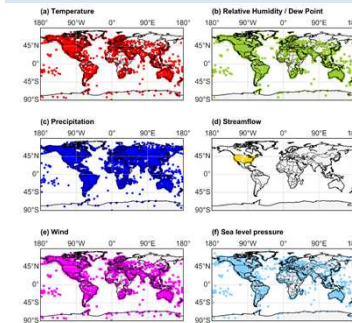 (a) Temperature
(b) Relative Humidity / Dew Point
180° 90°W 0° 90°E 180°
180° 90°W 0° 90°E 180°
45°N
0°
45°S
90°S
45°N
0°
45°S
90°S
(c) Precipitation
(d) Streamflow
180° 90°W 0° 90°E 180°
180° 90°W 0° 90°E 180°
45°N
0°
45°S
90°S
45°N
0°
45°S
90°S
(e) Wind
(f) Sea level pressure
180° 90°W 0° 90°E 180°
180° 90°W 0° 90°E 180°
45°N
0°
45°S
90°S
45°N
0°
45°S
90°S